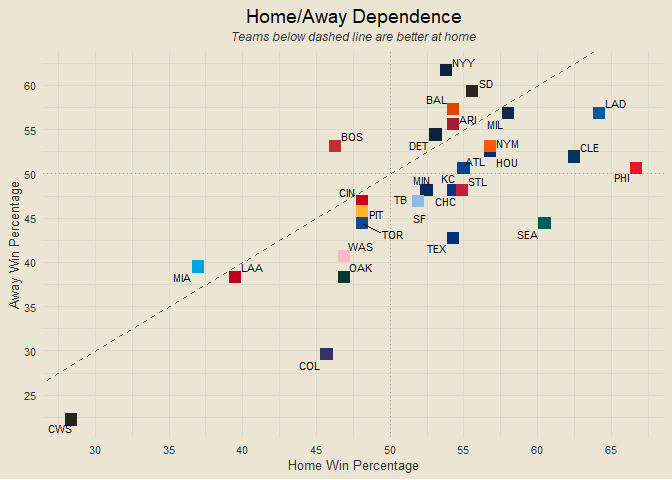 Home/Away Dependence
Teams below dashed line are better at home
Away Win Percentage
60
55
50
45
40
35
30
25
NYY
SD
BAL
ARI
LAD
MIL
DET
BOS
NYM
CLE
HOU
ATL
PHI
MIN
KC
STL
CIN
TB
CHC
PIT
SF
TOR
SEA
TEX
WAS
OAK
MIA
LAA
COL
CWS
30
35
40
45
50
55
60
65
Home Win Percentage